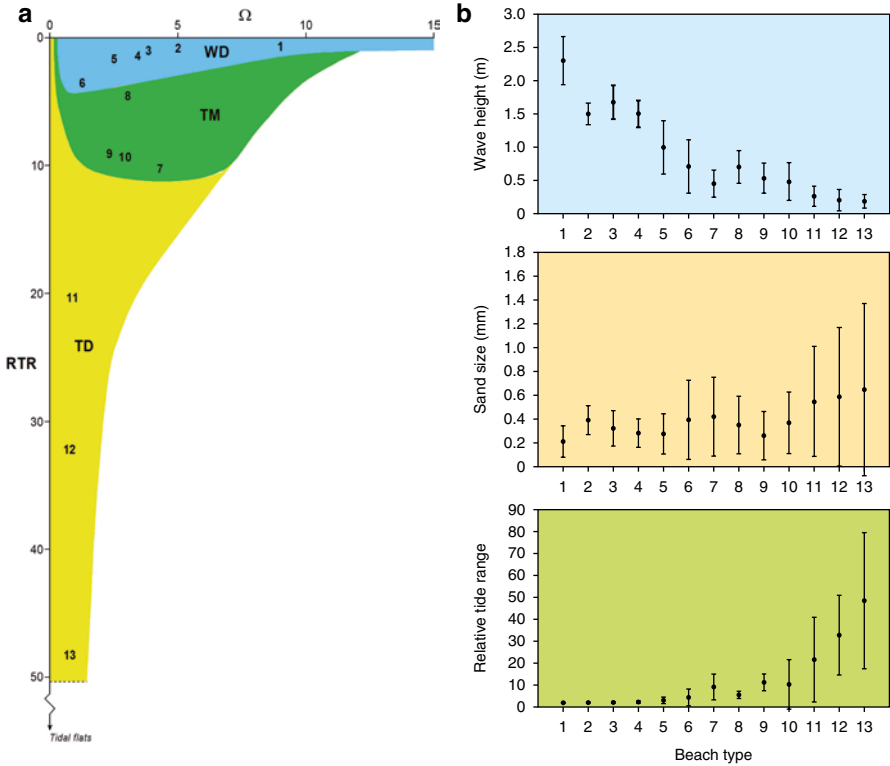 a
Ω
0 5 10 15
0
10
20
30
40
50
RTR
WD
TM
TD
1
2
3
4
5
6
8
9
10
7
11
12
13
Tidal flats
b
Wave height (m)
3.0
2.5
2.0
1.5
1.0
0.5
0
1 2 3 4 5 6 7 8 9 10 11 12 13
Sand size (mm)
1.8
1.6
1.4
1.2
1.0
0.8
0.6
0.4
0.2
0
1 2 3 4 5 6 7 8 9 10 11 12 13
Relative tide range
90
80
70
60
50
40
30
20
10
0
1 2 3 4 5 6 7 8 9 10 11 12 13
Beach type